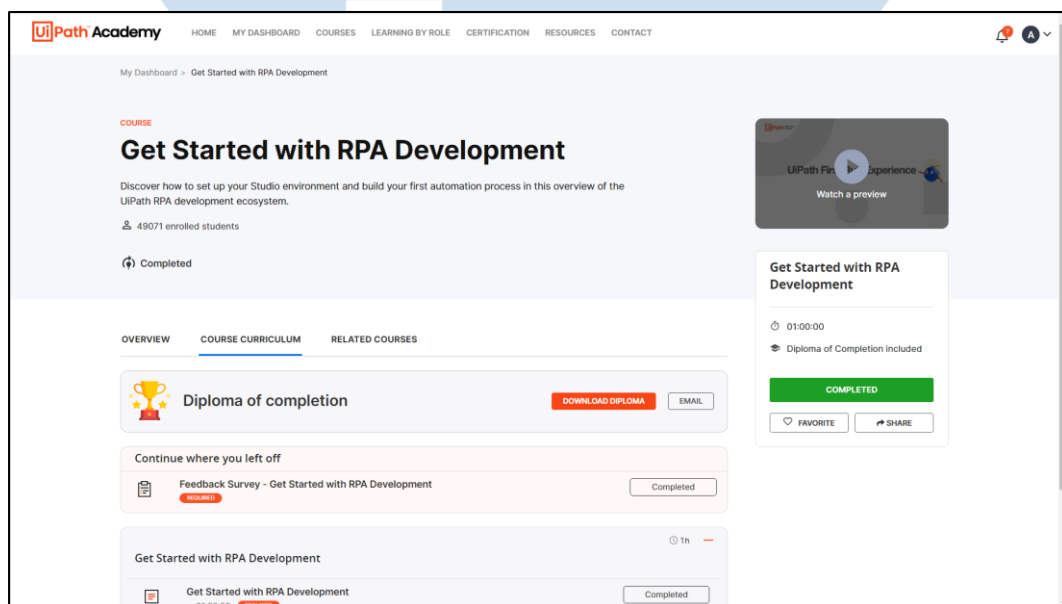 UiPath Academy
HOME MY DASHBOARD COURSES LEARNING BY ROLE CERTIFICATION RESOURCES CONTACT
A
My Dashboard > Get Started with RPA Development
COURSE
Get Started with RPA Development
Discover how to set up your Studio environment and build your first automation process in this overview of the
UiPath RPA development ecosystem.
49071 enrolled students
Completed
UiPath Experience
Watch a preview
Get Started with RPA
Development
01:00:00
Diploma of Completion included
COMPLETED
FAVORITE SHARE
OVERVIEW COURSE CURRICULUM RELATED COURSES
Diploma of completion
DOWNLOAD DIPLOMA EMAIL
Continue where you left off
Feedback Survey - Get Started with RPA Development
REQUIRED
Completed
1h
Get Started with RPA Development
Get Started with RPA Development
Completed